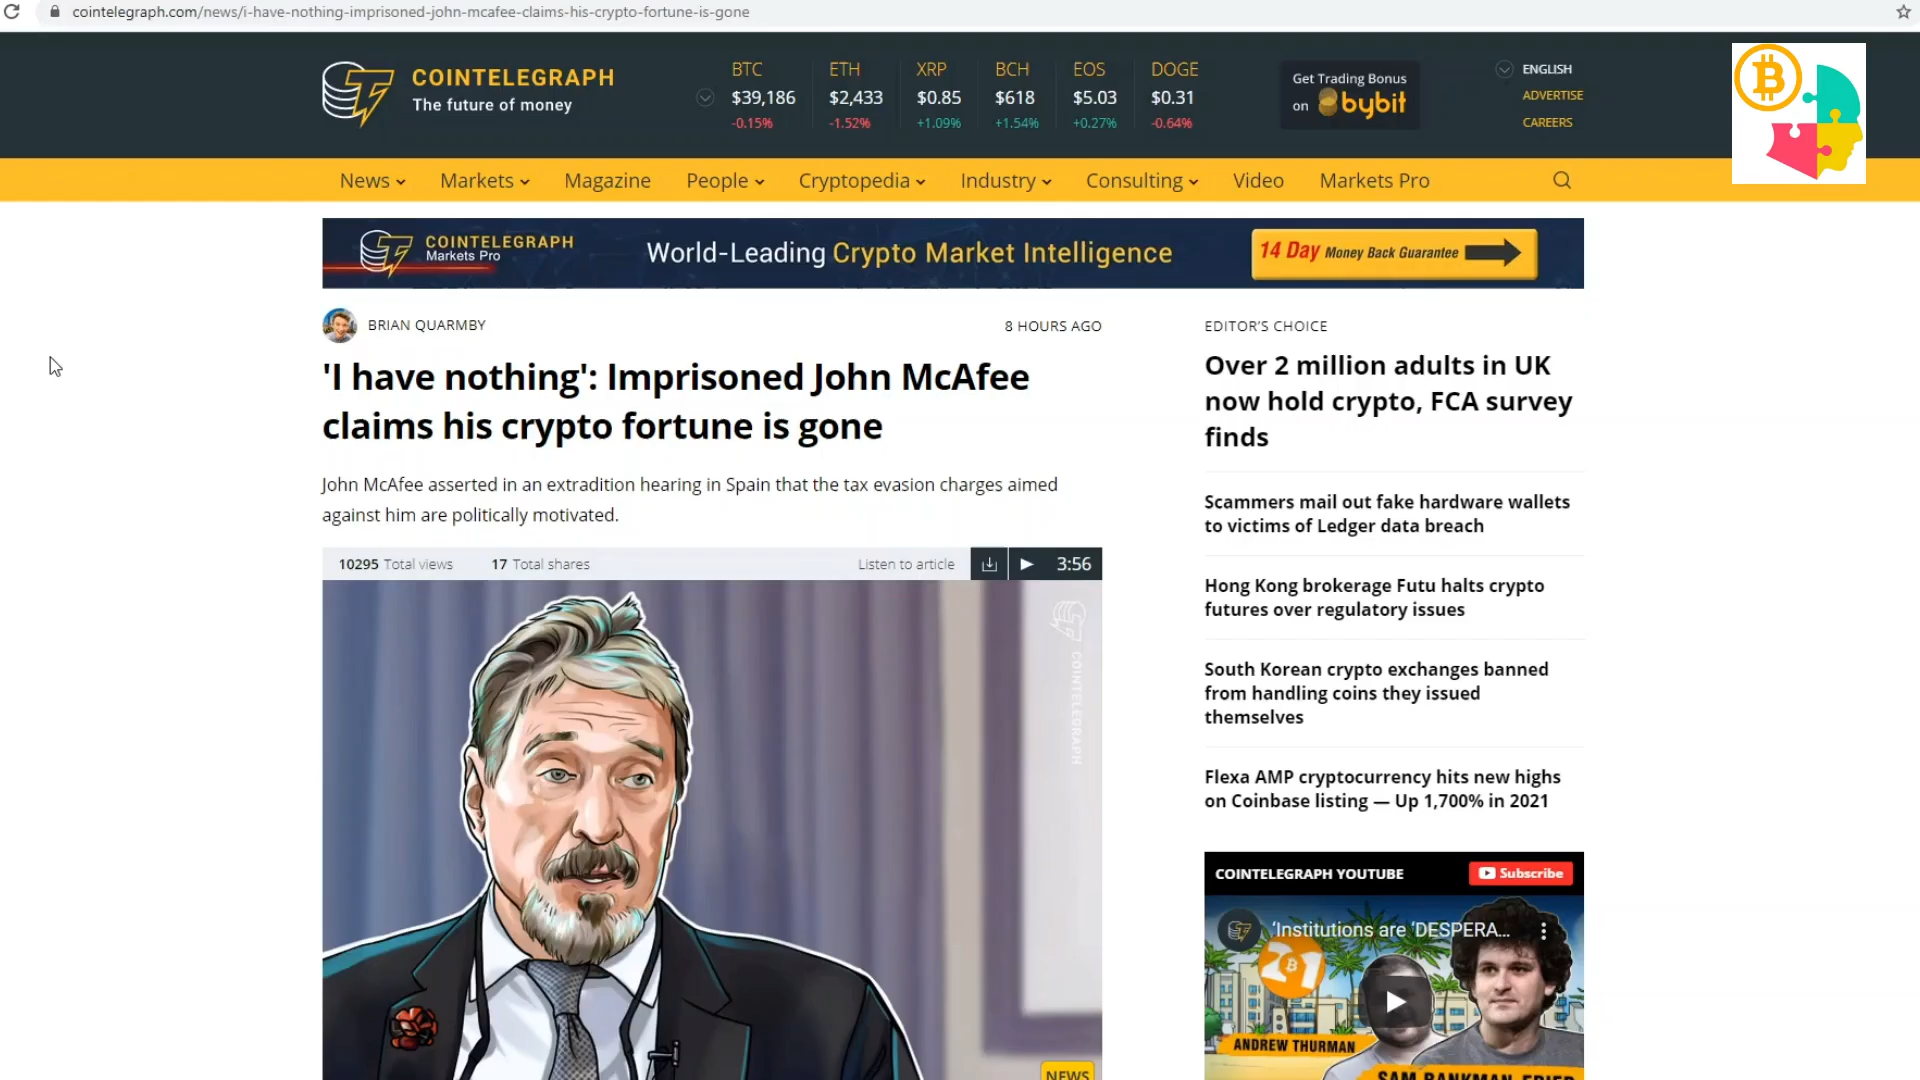 cointelegraph.com/news/i-have-nothing-imprisoned-john-mcafee-claims-his-crypto-fortune-is-gone
COINTELEGRAPH
The future of money
BTC ETH XRP BCH EOS DOGE
$39,186 $2,433 $0.85 $618 $5.03 $0.31
-0.15% -1.52% +1.09% +1.54% +0.27% -0.64%
Get Trading Bonus
on bybit
ENGLISH
ADVERTISE
CAREERS
News Markets Magazine People Cryptopedia Industry Consulting Video Markets Pro
COINTELEGRAPH
Markets Pro
World-Leading Crypto Market Intelligence
14 Day Money Back Guarantee
BRIAN QUARMBY
8 HOURS AGO
'I have nothing': Imprisoned John McAfee
claims his crypto fortune is gone
John McAfee asserted in an extradition hearing in Spain that the tax evasion charges aimed
against him are politically motivated.
10295 Total views 17 Total shares Listen to article 3:56
COINTELEGRAPH
NEWS
EDITOR'S CHOICE
Over 2 million adults in UK
now hold crypto, FCA survey
finds
Scammers mail out fake hardware wallets
to victims of Ledger data breach
Hong Kong brokerage Futu halts crypto
futures over regulatory issues
South Korean crypto exchanges banned
from handling coins they issued
themselves
Flexa AMP cryptocurrency hits new highs
on Coinbase listing — Up 1,700% in 2021
COINTELEGRAPH YOUTUBE
Subscribe
'Institutions are 'DESPERA...
21
ANDREW THURMAN
SAM BANKMAN-FRIED